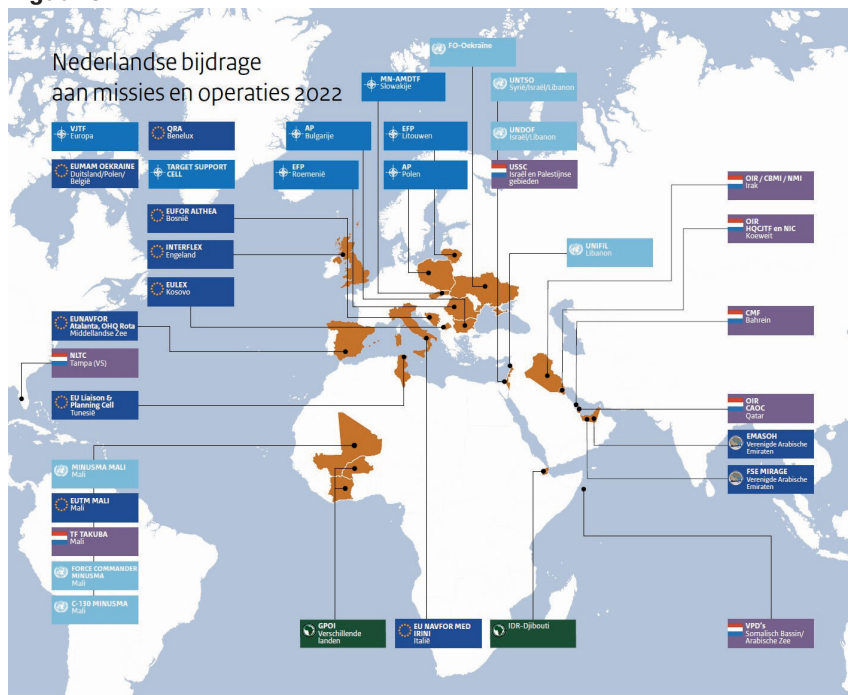 Nederlandse bijdrage
aan missies en operaties 2022
FO-Oekraïne
MN-AMDTF
Slowakije
UNTSO
Syrië/Israël/Libanon
VJTF
Europa
QRA
Benelux
AP
Bulgarije
EFP
Litouwen
UNDOF
Israël/Libanon
EUMAM OEKRAINE
Duitsland/Polen/
België
TARGET SUPPORT
CELL
EFP
Roemenië
AP
Polen
USSC
Israël en Palestijnse
gebieden
OIR / CBMI / NMI
Irak
EUFOR ALTHEA
Bosnië
OIR
HQCJTF en NIC
Koeweit
INTERFLEX
Engeland
UNIFIL
Libanon
EULEX
Kosovo
EUNAVFOR
Atalanta, OHQ Rota
Middellandse Zee
CMF
Bahrein
NLTC
Tampa (VS)
EU Liaison &
Planning Cell
Tunesië
OIR
CAOC
Qatar
EMASOH
Verenigde Arabische
Emiraten
MINUSMA MALI
Mali
FSE MIRAGE
Verenigde Arabische
Emiraten
EUTM MALI
Mali
TF TAKUBA
Mali
FORCE COMMANDER
MINUSMA
Mali
C-130 MINUSMA
Mali
GPOI
Verschillende
landen
EU NAVFOR MED
IRINI
Italië
IDR-Djibouti
VPD's
Somalisch Bassin/
Arabische Zee